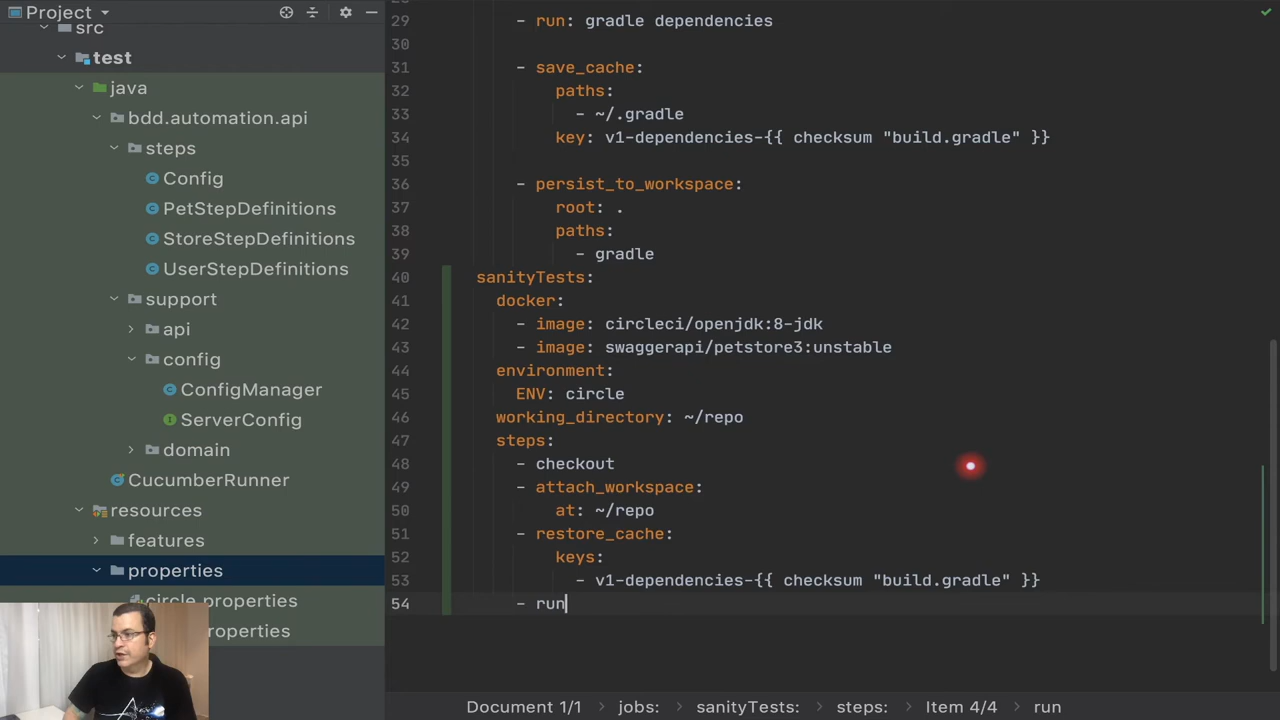 Project
src
test
java
bdd.automation.api
steps
Config
PetStepDefinitions
StoreStepDefinitions
UserStepDefinitions
support
api
config
ConfigManager
ServerConfig
domain
CucumberRunner
resources
features
properties
circle.properties
properties
29 - run: gradle dependencies
30
31 - save_cache:
32 paths:
33 - ~/.gradle
34 key: v1-dependencies-{{ checksum "build.gradle" }}
35
36 - persist_to_workspace:
37 root: .
38 paths:
39 - gradle
40 sanityTests:
41 docker:
42 - image: circleci/openjdk:8-jdk
43 - image: swaggerapi/petstore3:unstable
44 environment:
45 ENV: circle
46 working_directory: ~/repo
47 steps:
48 - checkout
49 - attach_workspace:
50 at: ~/repo
51 - restore_cache:
52 keys:
53 - v1-dependencies-{{ checksum "build.gradle" }}
54 - run
Document 1/1 > jobs: > sanityTests: > steps: > Item 4/4 > run